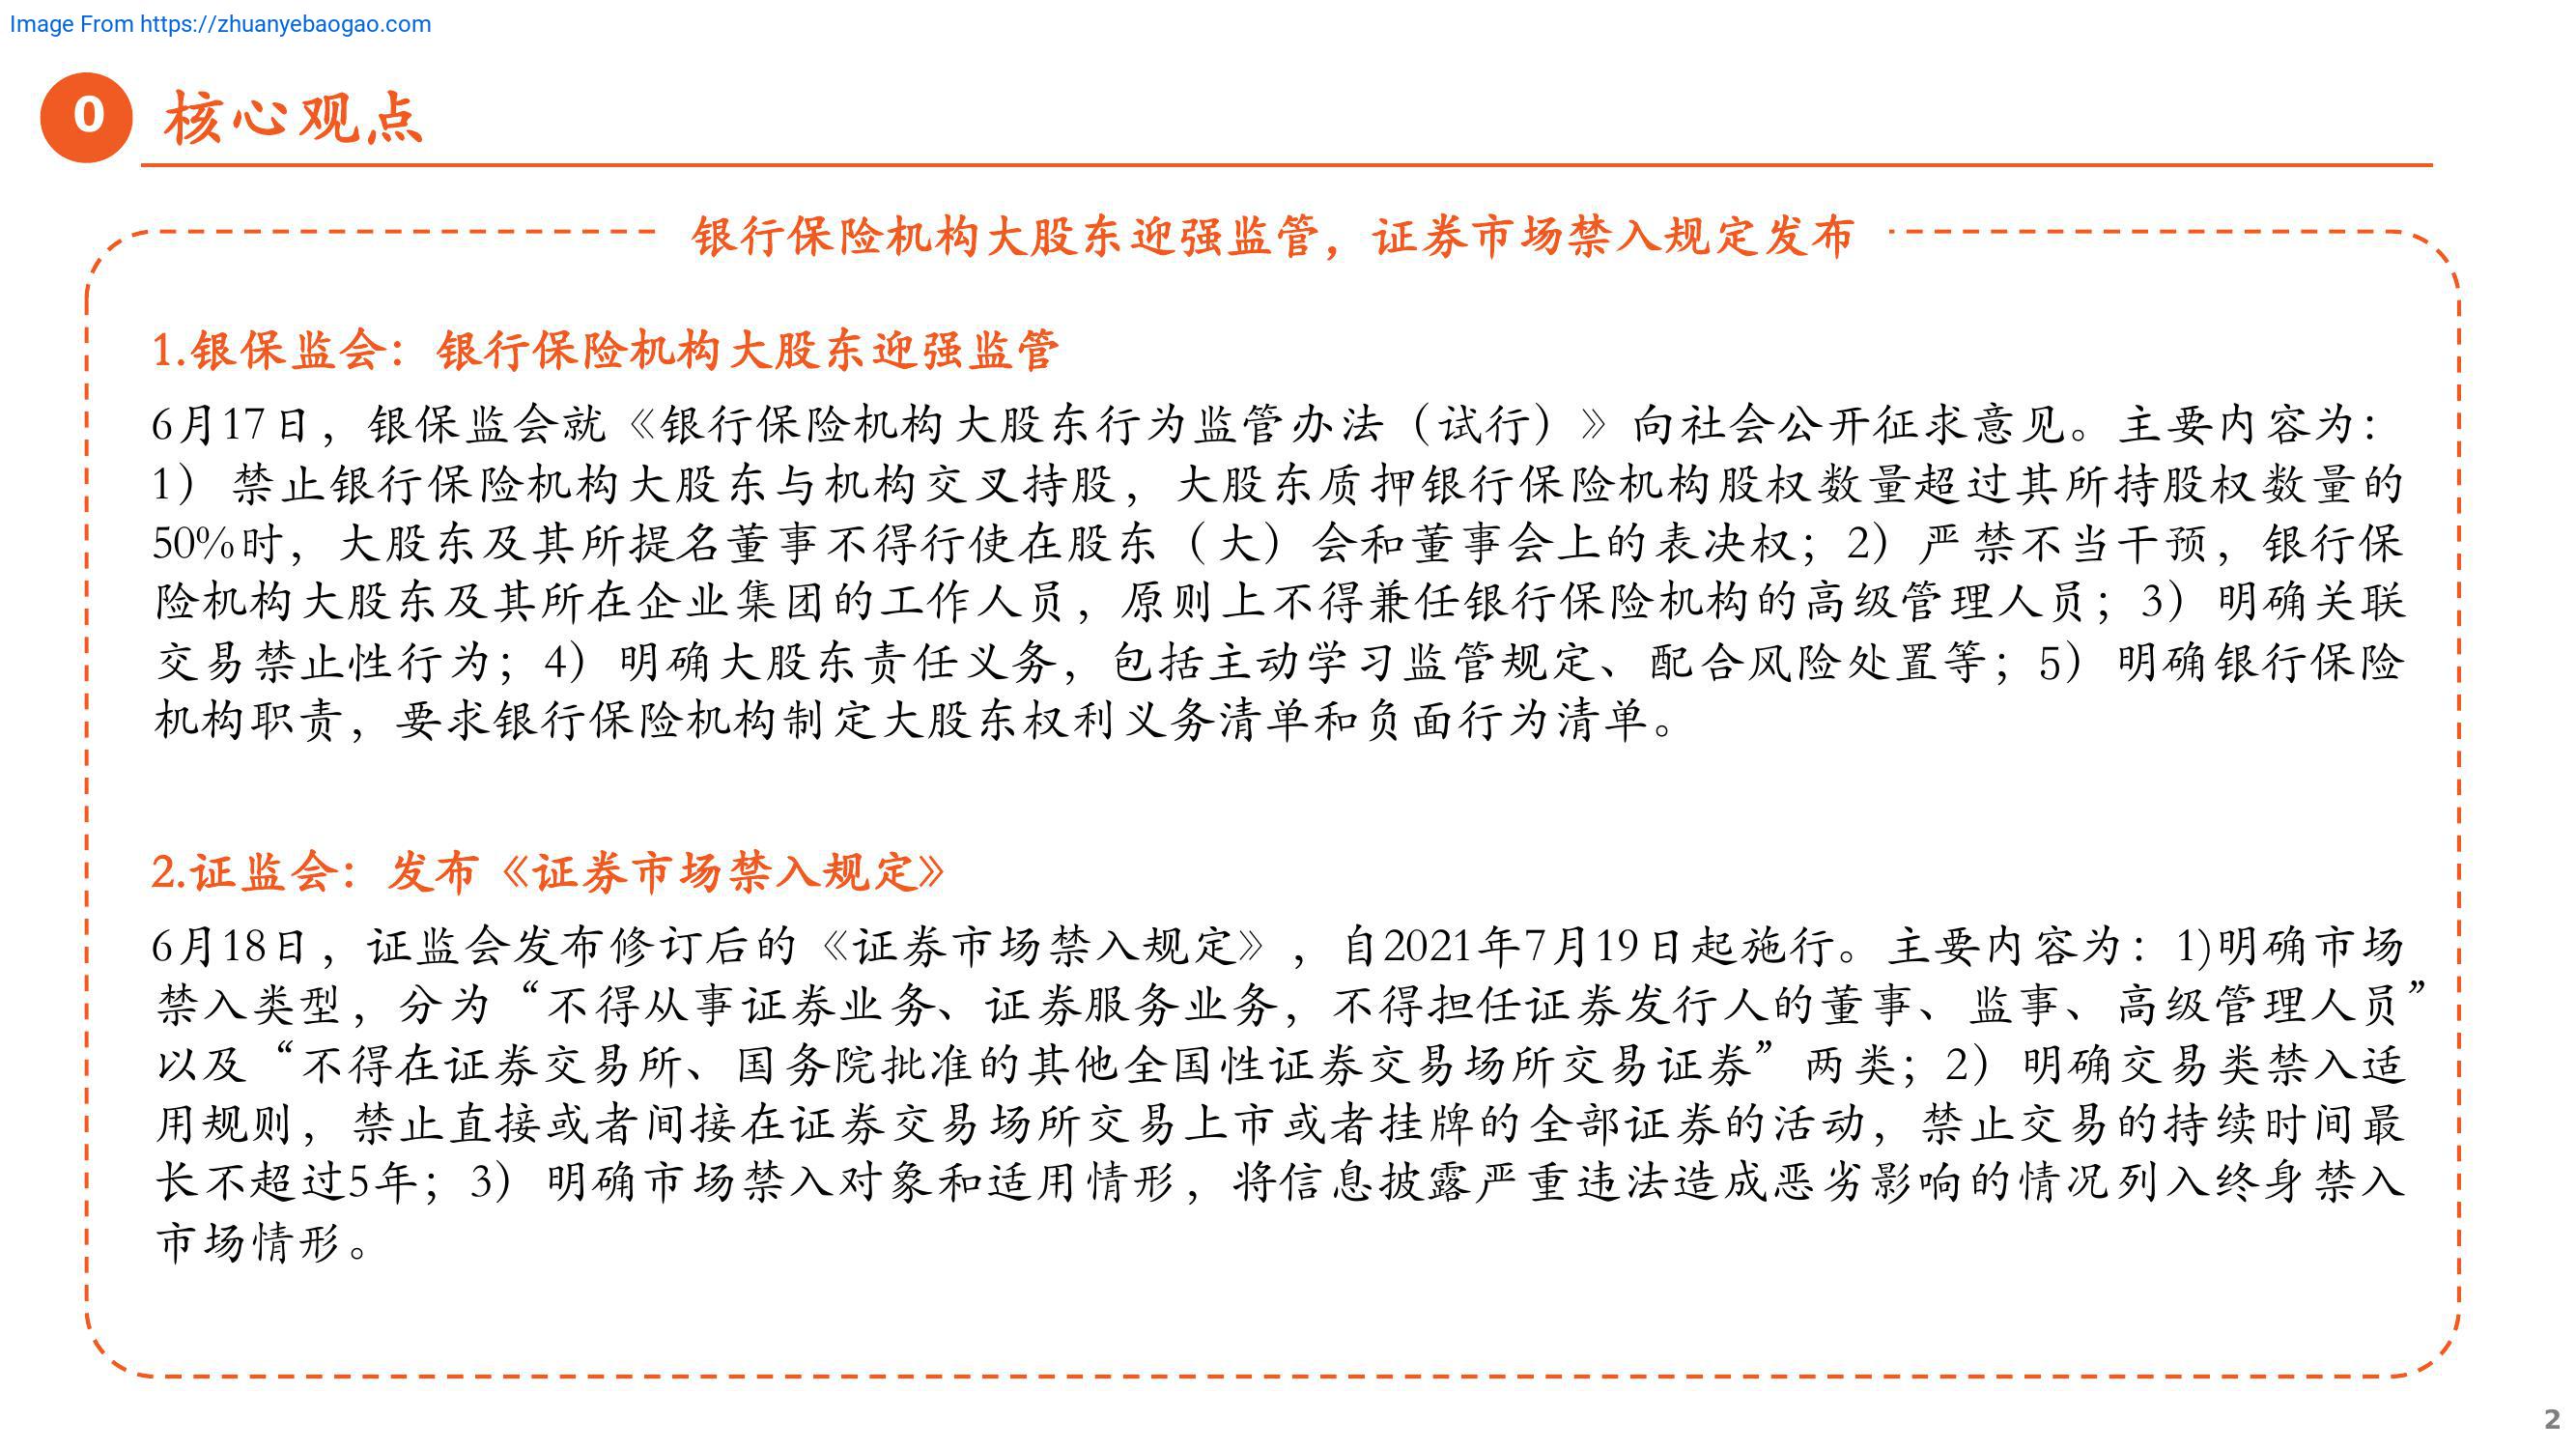 Image From https://zhuanyebaogao.com
0 核心观点
银行保险机构大股东迎强监管，证券市场禁入规定发布
1.银保监会：银行保险机构大股东迎强监管
6月17日，银保监会就《银行保险机构大股东行为监管办法（试行）》向社会公开征求意见。主要内容为：
1）禁止银行保险机构大股东与机构交叉持股，大股东质押银行保险机构股权数量超过其所持股权数量的
50%时，大股东及其所提名董事不得行使在股东（大）会和董事会上的表决权；2）严禁不当干预，银行保
险机构大股东及其所在企业集团的工作人员，原则上不得兼任银行保险机构的高级管理人员；3）明确关联
交易禁止性行为；4）明确大股东责任义务，包括主动学习监管规定、配合风险处置等；5）明确银行保险
机构职责，要求银行保险机构制定大股东权利义务清单和负面行为清单。
2.证监会：发布《证券市场禁入规定》
6月18日，证监会发布修订后的《证券市场禁入规定》，自2021年7月19日起施行。主要内容为：1)明确市场
禁入类型，分为“不得从事证券业务、证券服务业务，不得担任证券发行人的董事、监事、高级管理人员”
以及“不得在证券交易所、国务院批准的其他全国性证券交易场所交易证券”两类；2）明确交易类禁入适
用规则，禁止直接或者间接在证券交易场所交易上市或者挂牌的全部证券的活动，禁止交易的持续时间最
长不超过5年；3）明确市场禁入对象和适用情形，将信息披露严重违法造成恶劣影响的情况列入终身禁入
市场情形。
2